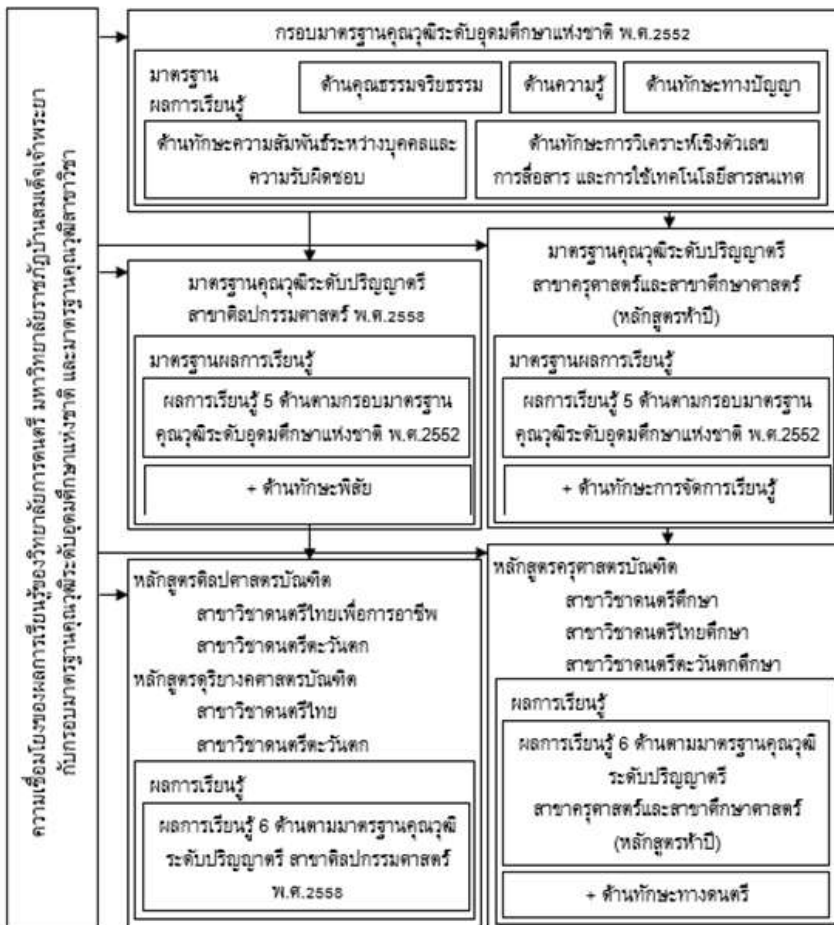 ความเชื่อมโยงของผลการเรียนรู้ของวิทยาลัยการดนตรี มหาวิทยาลัยราชภัฏบ้านสมเด็จเจ้าพระยา
กับกรอบมาตรฐานคุณวุฒิระดับอุดมศึกษาแห่งชาติ และมาตรฐานคุณวุฒิสาขาวิชา
กรอบมาตรฐานคุณวุฒิระดับอุดมศึกษาแห่งชาติ พ.ศ.2552
มาตรฐาน
ผลการเรียนรู้
ด้านคุณธรรมจริยธรรม
ด้านความรู้
ด้านทักษะทางปัญญา
ด้านทักษะความสัมพันธ์ระหว่างบุคคลและ
ความรับผิดชอบ
ด้านทักษะการวิเคราะห์เชิงตัวเลข
การสื่อสาร และการใช้เทคโนโลยีสารสนเทศ
มาตรฐานคุณวุฒิระดับปริญญาตรี
สาขาศิลปกรรมศาสตร์ พ.ศ.2558
มาตรฐานผลการเรียนรู้
ผลการเรียนรู้ 5 ด้านตามกรอบมาตรฐาน
คุณวุฒิระดับอุดมศึกษาแห่งชาติ พ.ศ.2552
+ ด้านทักษะพิสัย
มาตรฐานคุณวุฒิระดับปริญญาตรี
สาขาครุศาสตร์และสาขาศึกษาศาสตร์
(หลักสูตรห้าปี)
มาตรฐานผลการเรียนรู้
ผลการเรียนรู้ 5 ด้านตามกรอบมาตรฐาน
คุณวุฒิระดับอุดมศึกษาแห่งชาติ พ.ศ.2552
+ ด้านทักษะการจัดการเรียนรู้
หลักสูตรศิลปศาสตรบัณฑิต
สาขาวิชาดนตรีไทยเพื่อการอาชีพ
สาขาวิชาดนตรีตะวันตก
หลักสูตรดุริยางคศาสตรบัณฑิต
สาขาวิชาดนตรีไทย
สาขาวิชาดนตรีตะวันตก
ผลการเรียนรู้
ผลการเรียนรู้ 6 ด้านตามมาตรฐานคุณวุฒิ
ระดับปริญญาตรี สาขาศิลปกรรมศาสตร์
พ.ศ.2558
หลักสูตรครุศาสตรบัณฑิต
สาขาวิชาดนตรีศึกษา
สาขาวิชาดนตรีไทยศึกษา
สาขาวิชาดนตรีตะวันตกศึกษา
ผลการเรียนรู้
ผลการเรียนรู้ 6 ด้านตามมาตรฐานคุณวุฒิ
ระดับปริญญาตรี
สาขาครุศาสตร์และสาขาศึกษาศาสตร์
(หลักสูตรห้าปี)
+ ด้านทักษะทางดนตรี